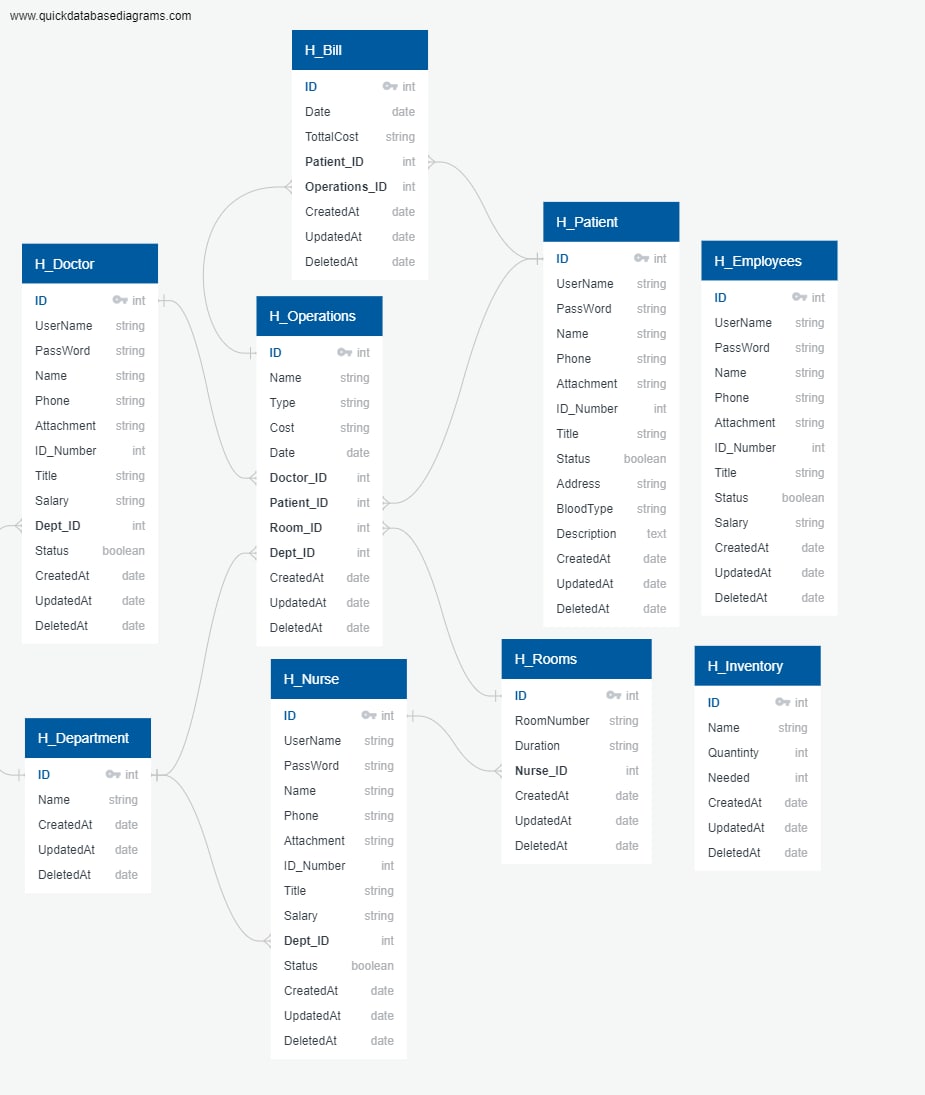 www.quickdatabasediagrams.com
H_Bill
ID int
Date date
TottalCost string
Patient_ID int
Operations_ID int
CreatedAt date
UpdatedAt date
DeletedAt date
H_Patient
ID int
UserName string
PassWord string
Name string
Phone string
Attachment string
ID_Number int
Title string
Status boolean
Address string
BloodType string
Description text
CreatedAt date
UpdatedAt date
DeletedAt date
H_Employees
ID int
UserName string
PassWord string
Name string
Phone string
Attachment string
ID_Number int
Title string
Status boolean
Salary string
CreatedAt date
UpdatedAt date
DeletedAt date
H_Doctor
ID int
UserName string
PassWord string
Name string
Phone string
Attachment string
ID_Number int
Title string
Salary string
Dept_ID int
Status boolean
CreatedAt date
UpdatedAt date
DeletedAt date
H_Operations
ID int
Name string
Type string
Cost string
Date date
Doctor_ID int
Patient_ID int
Room_ID int
Dept_ID int
CreatedAt date
UpdatedAt date
DeletedAt date
H_Rooms
ID int
RoomNumber string
Duration string
Nurse_ID int
CreatedAt date
UpdatedAt date
DeletedAt date
H_Inventory
ID int
Name string
Quantinty int
Needed int
CreatedAt date
UpdatedAt date
DeletedAt date
H_Nurse
ID int
UserName string
PassWord string
Name string
Phone string
Attachment string
ID_Number int
Title string
Salary string
Dept_ID int
Status boolean
CreatedAt date
UpdatedAt date
DeletedAt date
H_Department
ID int
Name string
CreatedAt date
UpdatedAt date
DeletedAt date